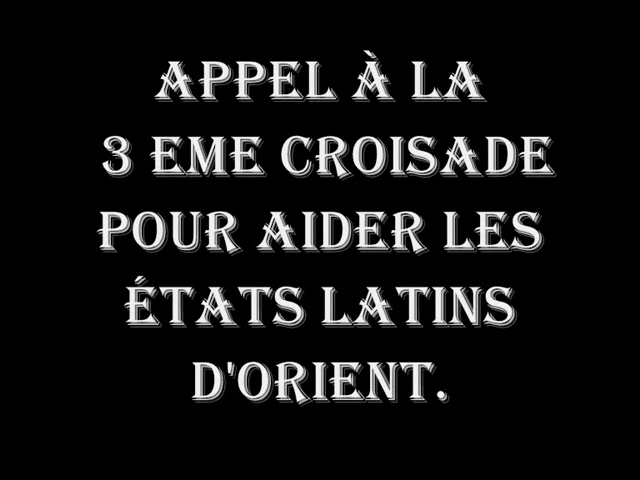 APPEL À LA
3 EME CROISADE
POUR AIDER LES
ÉTATS LATINS
D'ORIENT.